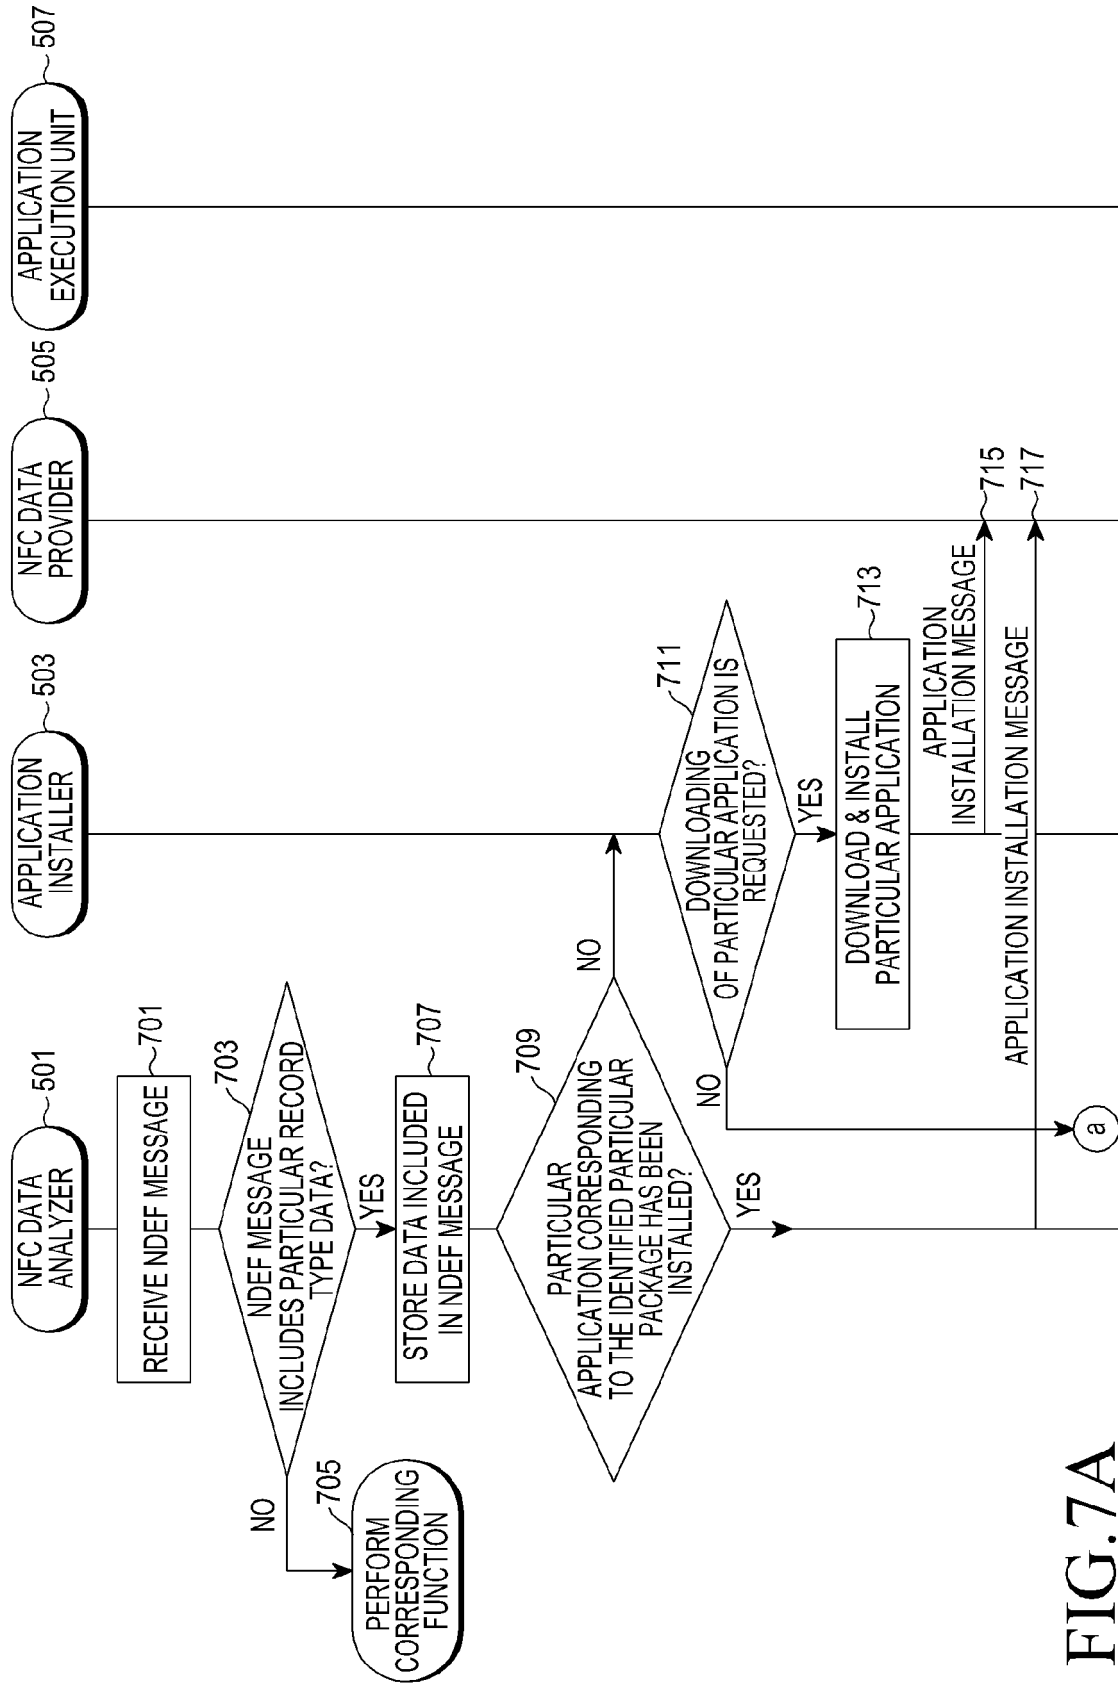 NFC DATA
ANALYZER
501
APPLICATION
INSTALLER
503
NFC DATA
PROVIDER
505
APPLICATION
EXECUTION UNIT
507
RECEIVE NDEF MESSAGE
701
NDEF MESSAGE
INCLUDES PARTICULAR RECORD
TYPE DATA?
703
NO
YES
PERFORM
CORRESPONDING
FUNCTION
705
STORE DATA INCLUDED
IN NDEF MESSAGE
707
PARTICULAR
APPLICATION CORRESPONDING
TO THE IDENTIFIED PARTICULAR
PACKAGE HAS BEEN
INSTALLED?
709
NO
YES
DOWNLOADING
OF PARTICULAR APPLICATION IS
REQUESTED?
711
NO
YES
DOWNLOAD & INSTALL
PARTICULAR APPLICATION
713
APPLICATION
INSTALLATION MESSAGE
715
APPLICATION INSTALLATION MESSAGE
717
a
FIG.7A